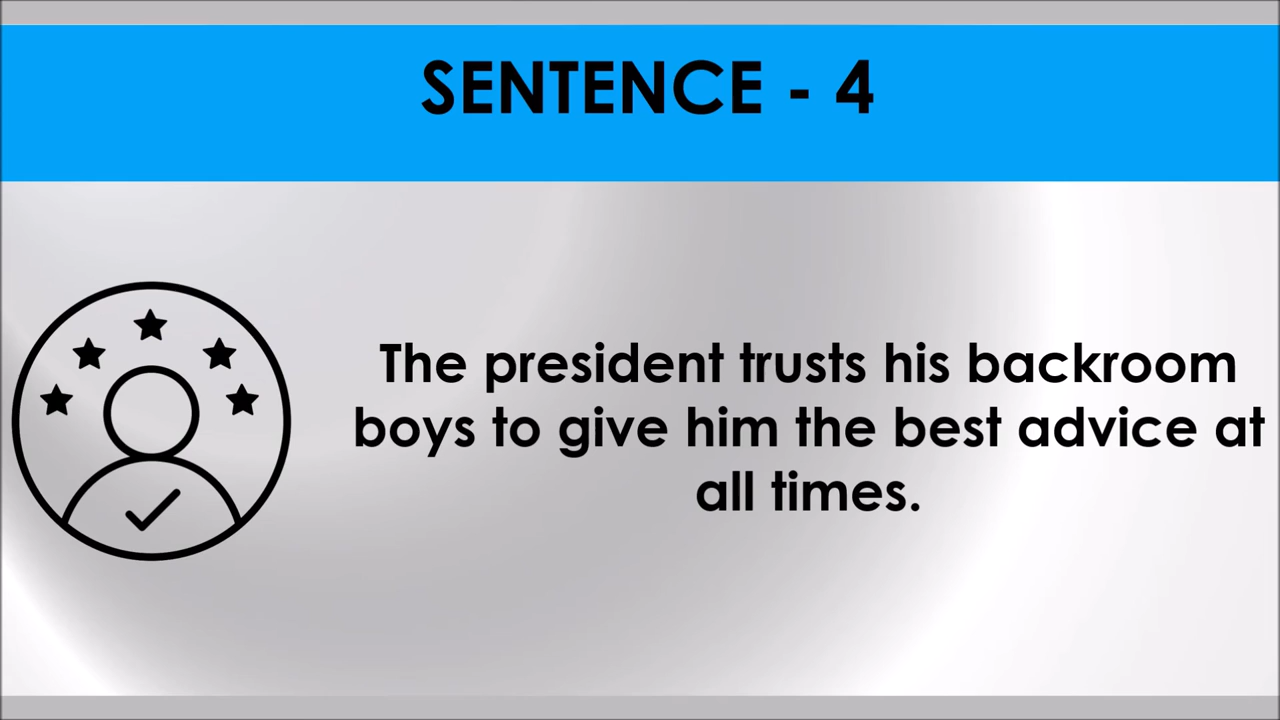 SENTENCE - 4
The president trusts his backroom
boys to give him the best advice at
all times.